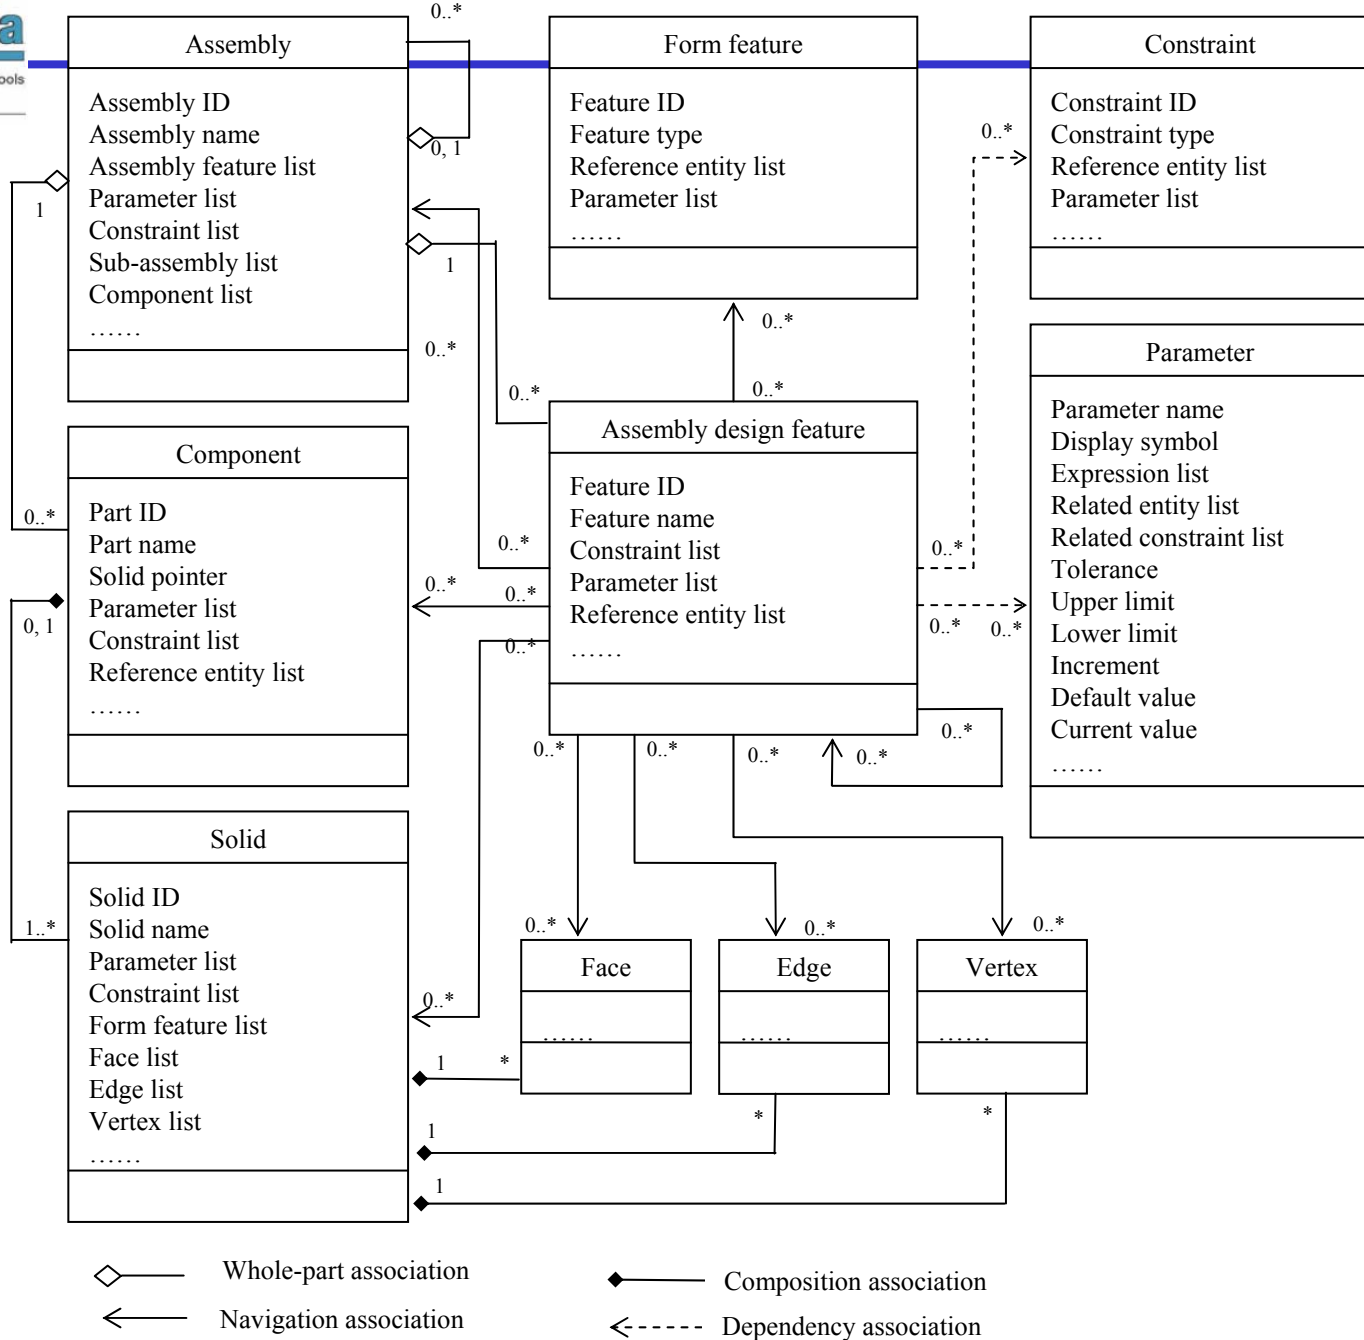 a
ools
Assembly
Assembly ID
Assembly name
Assembly feature list
Parameter list
Constraint list
Sub-assembly list
Component list
......
0..*
0, 1
1
1
0..*
0..*
Form feature
Feature ID
Feature type
Reference entity list
Parameter list
......
0..*
0..*
Constraint
Constraint ID
Constraint type
Reference entity list
Parameter list
......
0..*
Component
Part ID
Part name
Solid pointer
Parameter list
Constraint list
Reference entity list
......
0..*
0, 1
0..*
Assembly design feature
Feature ID
Feature name
Constraint list
Parameter list
Reference entity list
......
0..*
0..*
0..*
0..*
0..*
0..*
0..*
0..*
0..*
0..*
0..*
0..*
Parameter
Parameter name
Display symbol
Expression list
Related entity list
Related constraint list
Tolerance
Upper limit
Lower limit
Increment
Default value
Current value
......
Solid
Solid ID
Solid name
Parameter list
Constraint list
Form feature list
Face list
Edge list
Vertex list
......
1..*
0..*
1
*
1
*
1
*
0..*
Face
......
0..*
Edge
......
0..*
Vertex
......
Whole-part association
Composition association
Navigation association
Dependency association